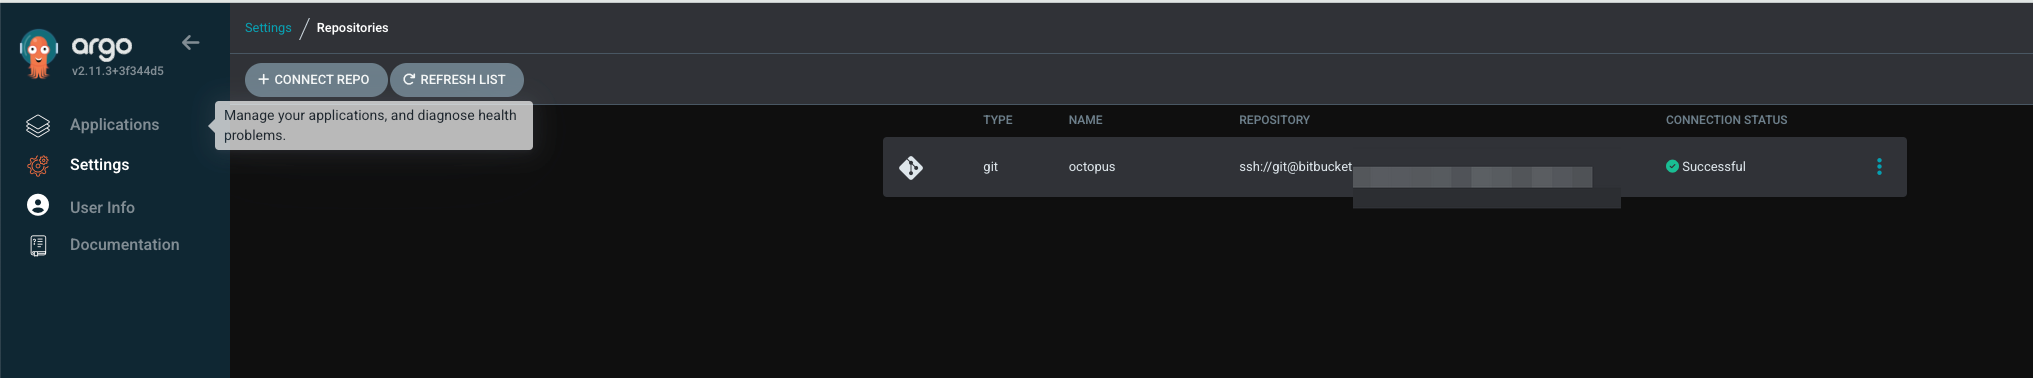 argo
v2.11.3+3f344d5
Applications
Settings
User Info
Documentation
Settings / Repositories
+ CONNECT REPO REFRESH LIST
Manage your applications, and diagnose health
problems.
TYPE NAME REPOSITORY CONNECTION STATUS
git octopus ssh://git@bitbucket Successful